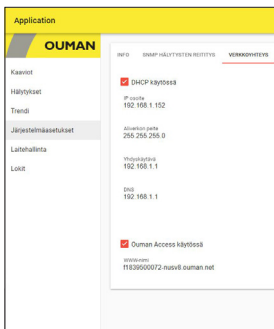 Application
OUMAN
INFO SNMP HÄLYTYSTEN REITITYS VERKKOYHTEYS
Kaaviot
Hälytykset
Trendi
Järjestelmäasetukset
Laitehallinta
Lokit
DHCP käytössä
IP osoite
192.168.1.152
Aliverkon peite
255.255.255.0
Yhdyskäytävä
192.168.1.1
DNS
192.168.1.1
Ouman Access käytössä
WWW-nimi
f1839500072-nusv8.ouman.net